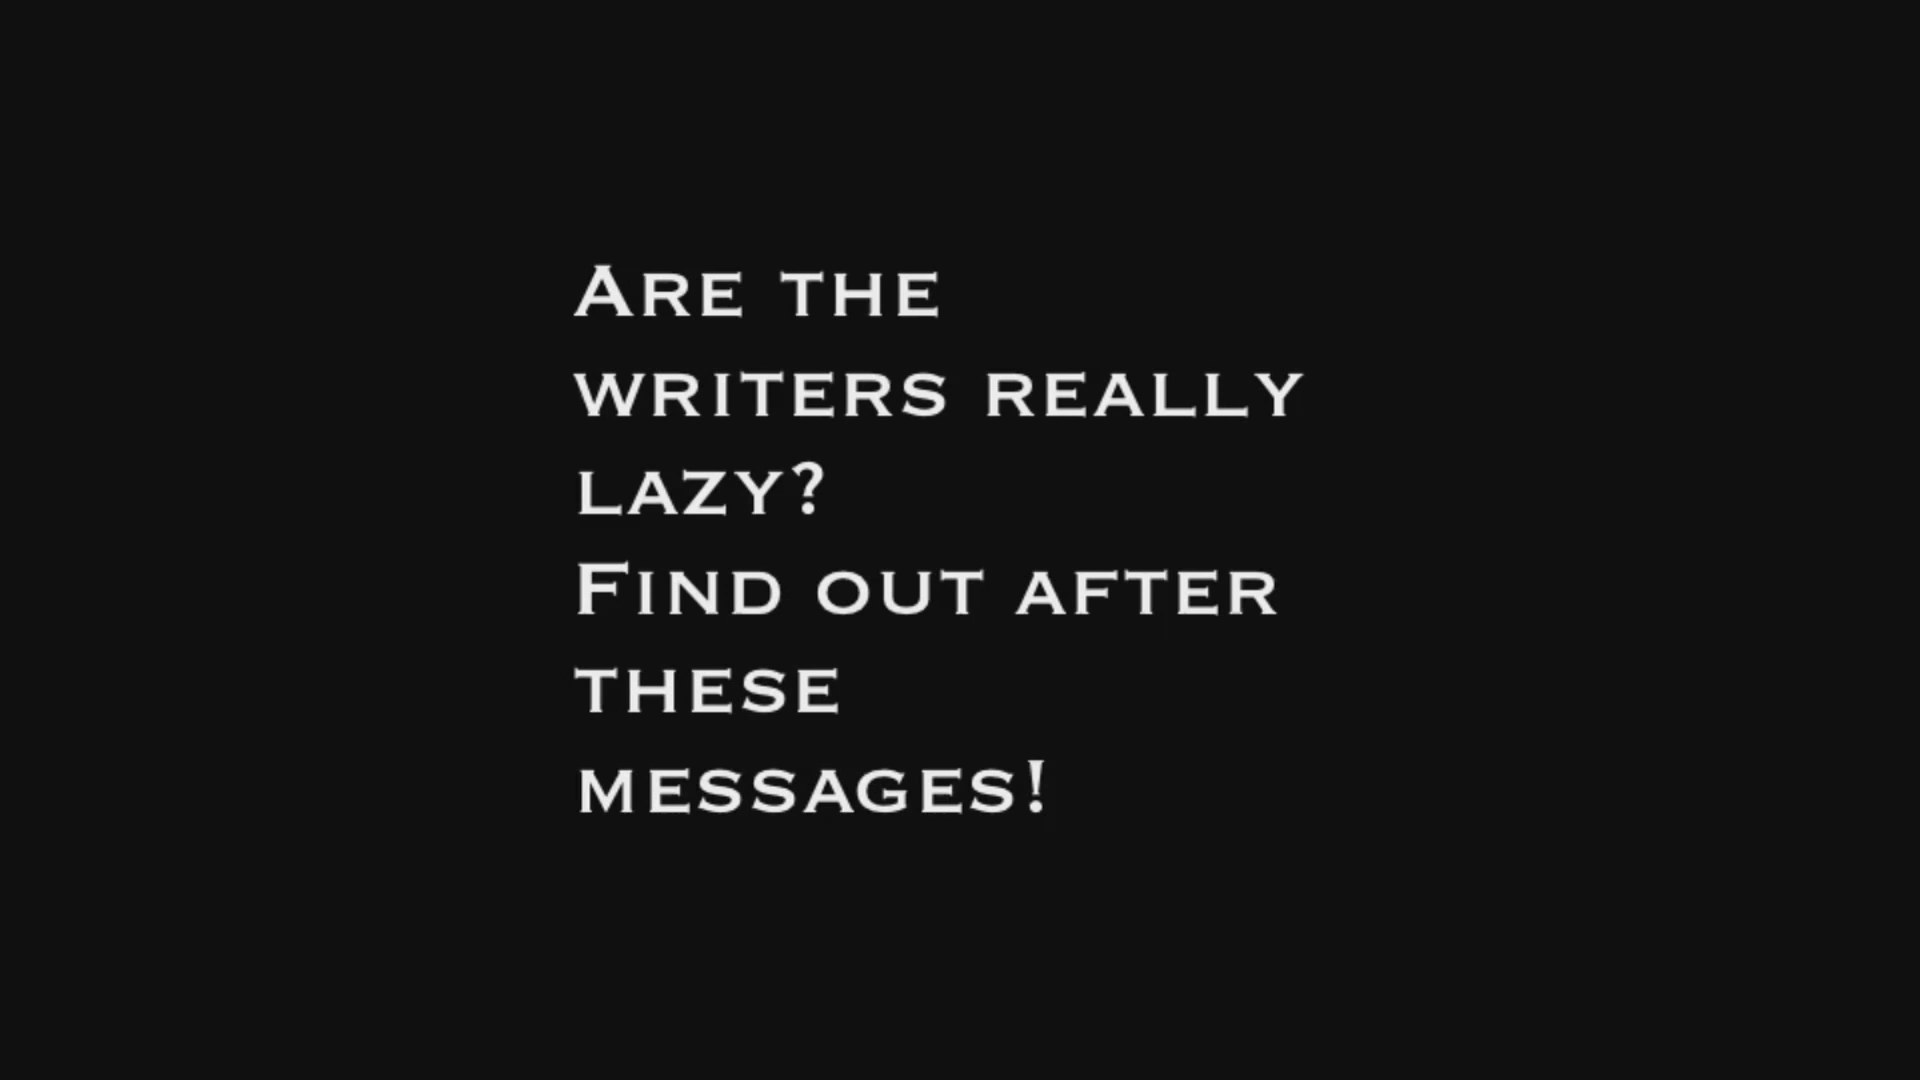 Are the
writers really
lazy?
Find out after
these
messages!